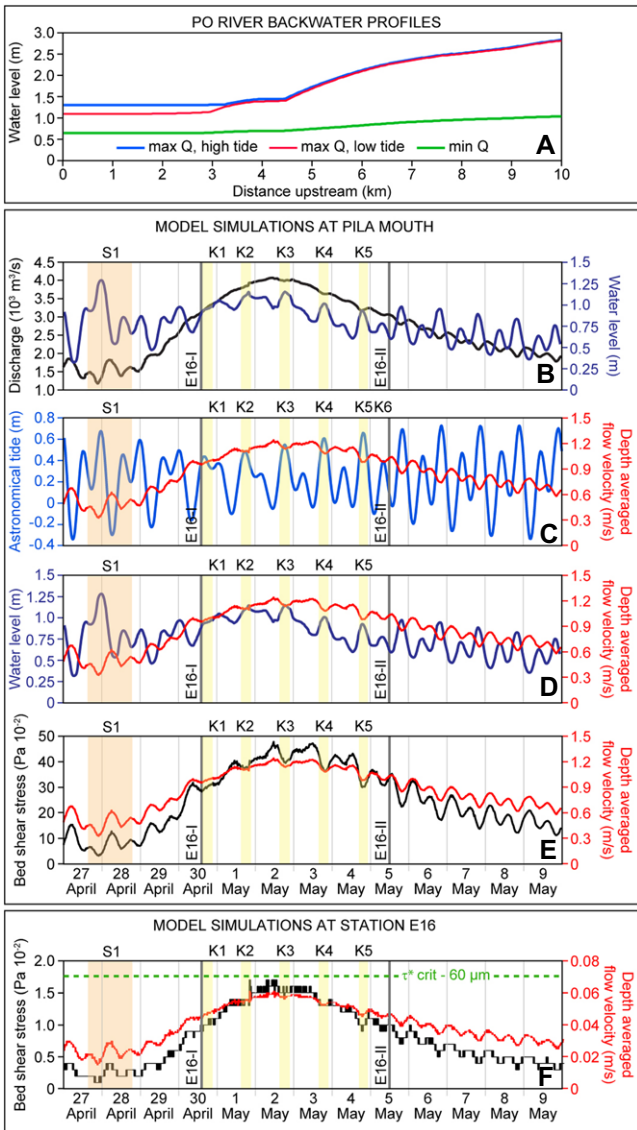 PO RIVER BACKWATER PROFILES
Water level (m)
3.0
2.5
2.0
1.5
1.0
0.5
0
max Q, high tide
max Q, low tide
min Q
A
0 1 2 3 4 5 6 7 8 9 10
Distance upstream (km)
MODEL SIMULATIONS AT PILA MOUTH
S1 K1 K2 K3 K4 K5
Discharge (10³ m³/s)
4.5
4.0
3.5
3.0
2.5
2.0
1.5
1.0
E16-I
E16-II
1.5
1.25
1.0
0.75
0.5
0.25
0
Water level (m)
B
S1 K1 K2 K3 K4 K5 K6
Astronomical tide (m)
0.8
0.6
0.4
0.2
0
-0.2
-0.4
E16-I
E16-II
1.5
1.2
0.9
0.6
0.3
0
Depth averaged
flow velocity (m/s)
C
S1 K1 K2 K3 K4 K5
Water level (m)
1.5
1.25
1.0
0.75
0.5
0.25
0
E16-I
E16-II
1.5
1.2
0.9
0.6
0.3
0
Depth averaged
flow velocity (m/s)
D
S1 K1 K2 K3 K4 K5
Bed shear stress (Pa 10⁻²)
50
40
30
20
10
0
E16-I
E16-II
1.5
1.2
0.9
0.6
0.3
0
Depth averaged
flow velocity (m/s)
E
27 28 29 30 1 2 3 4 5 6 7 8 9
April April April April May May May May May May May May May
MODEL SIMULATIONS AT STATION E16
S1 K1 K2 K3 K4 K5
Bed shear stress (Pa 10⁻²)
2.0
1.5
1.0
0.5
0
τ* crit - 60 µm
E16-I
E16-II
0.08
0.06
0.04
0.02
0
Depth averaged
flow velocity (m/s)
F
27 28 29 30 1 2 3 4 5 6 7 8 9
April April April April May May May May May May May May May